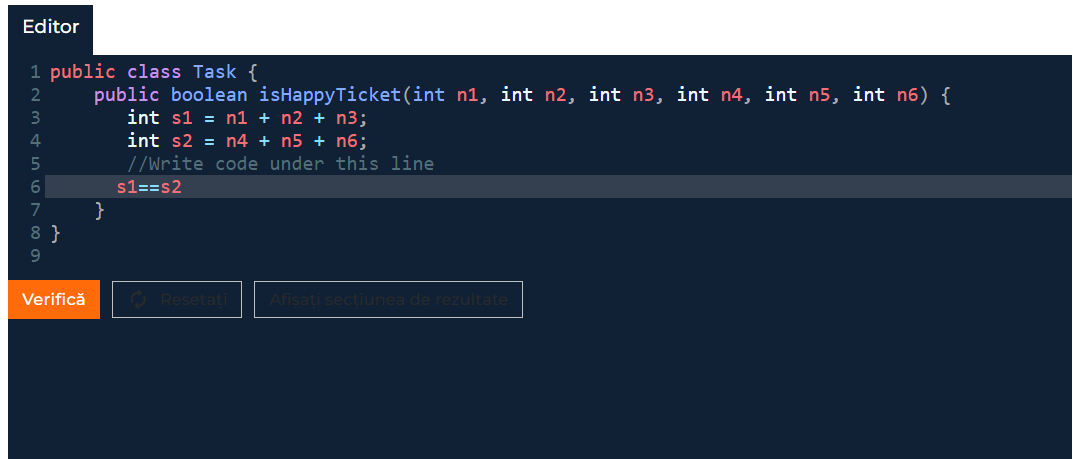 Editor
1 public class Task {
2 public boolean isHappyTicket(int n1, int n2, int n3, int n4, int n5, int n6) {
3 int s1 = n1 + n2 + n3;
4 int s2 = n4 + n5 + n6;
5 //Write code under this line
6 s1==s2
7 }
8 }
9
Verifică Resetați Afișați secțiunea de rezultate